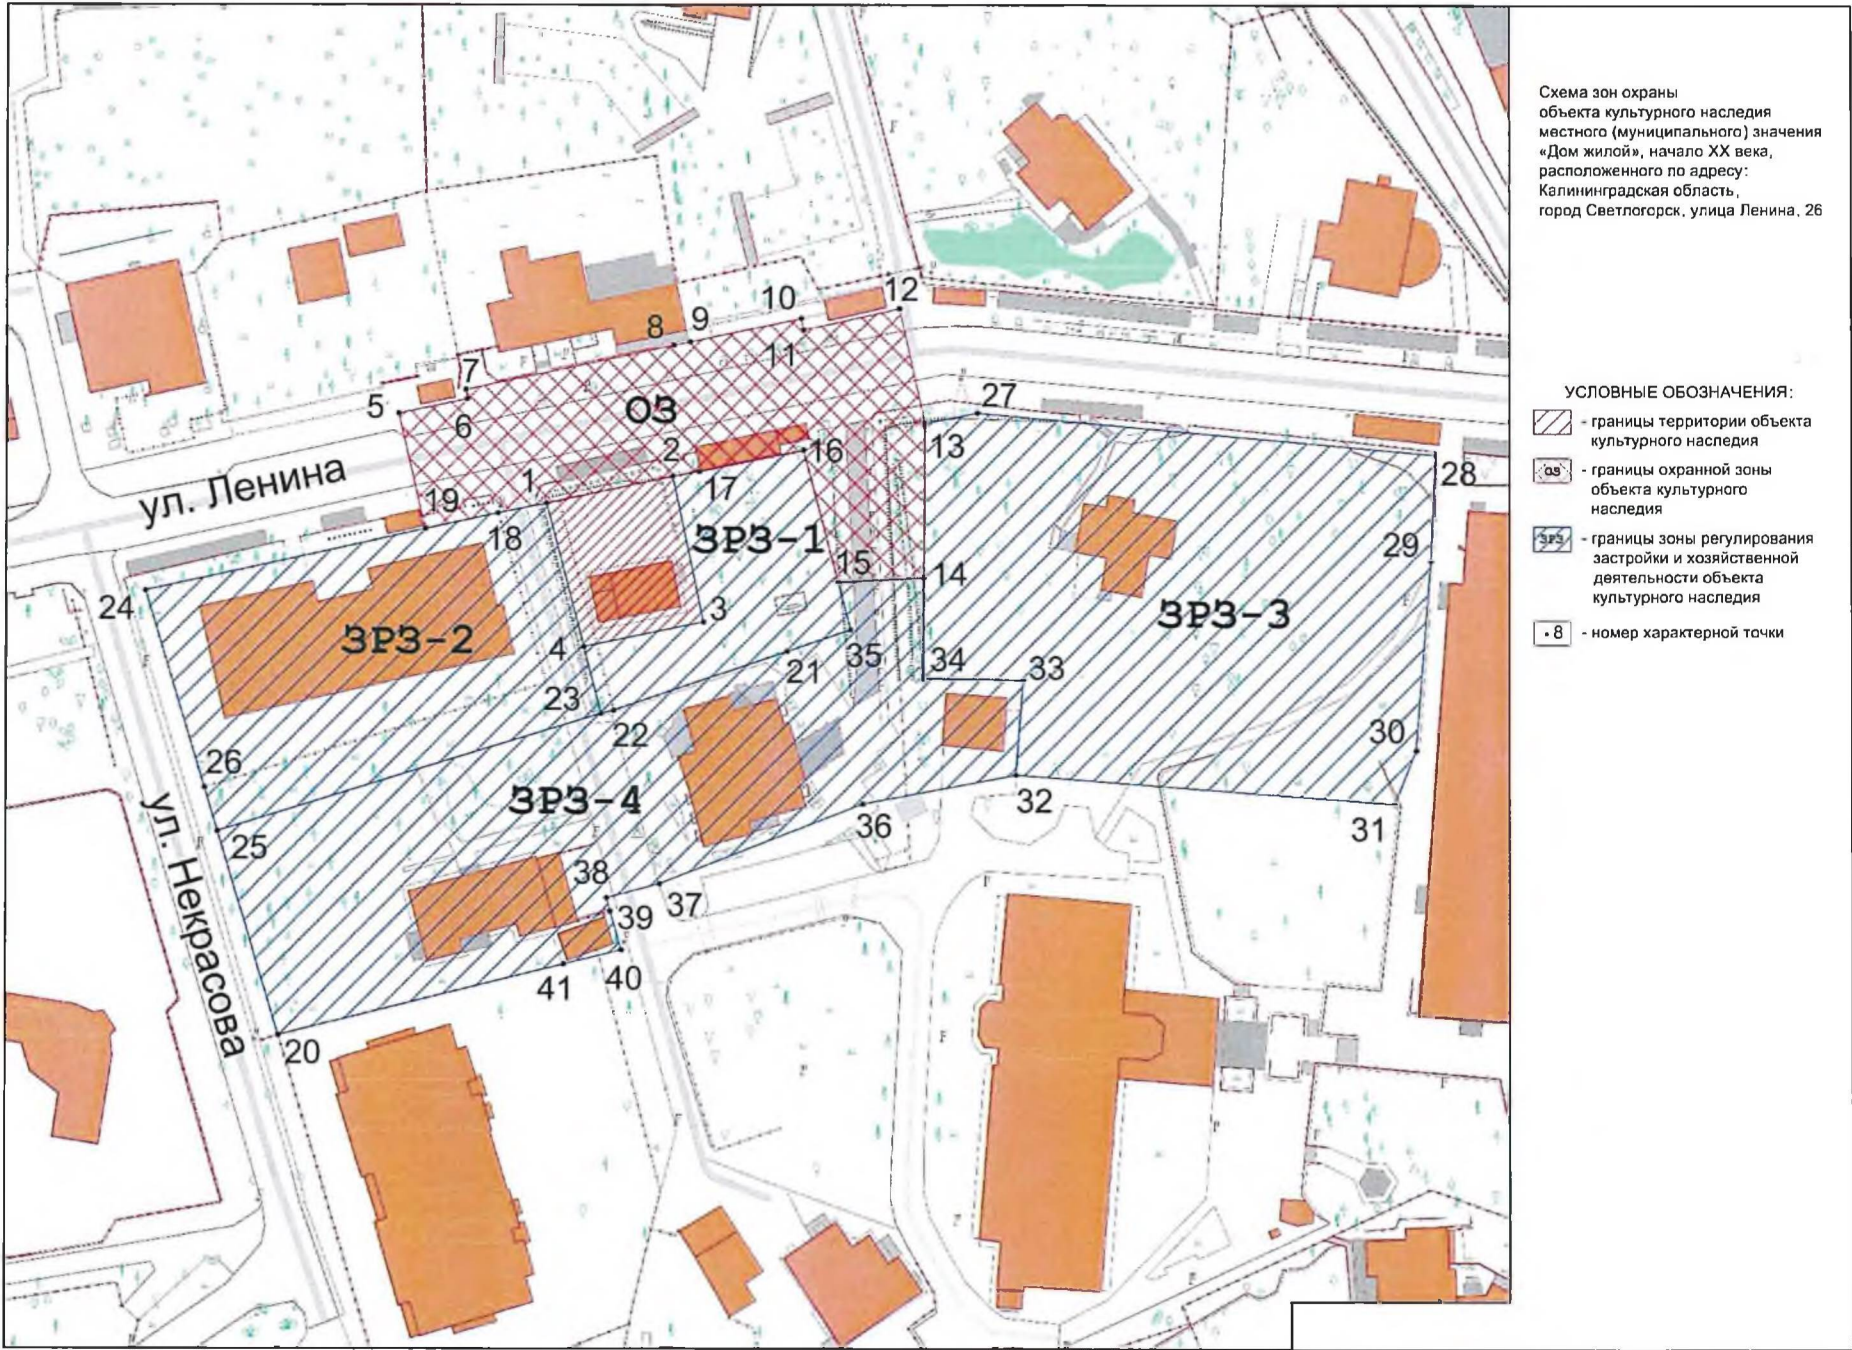 Схема зон охраны
объекта культурного наследия
местного (муниципального) значения
«Дом жилой», начало XX века,
расположенного по адресу:
Калининградская область,
город Светлогорск, улица Ленина, 26
УСЛОВНЫЕ ОБОЗНАЧЕНИЯ:
- границы территории объекта
культурного наследия
ОЗ
- границы охранной зоны
объекта культурного
наследия
ЗРЗ
- границы зоны регулирования
застройки и хозяйственной
деятельности объекта
культурного наследия
8
- номер характерной точки
10
12
8
9
7
11
5
6
ОЗ
27
13
2
16
ул. Ленина
1
17
28
19
18
ЗРЗ-1
29
15
14
24
3
ЗРЗ-3
ЗРЗ-2
4
21
35
34
33
23
22
30
26
ЗРЗ-4
32
36
31
25
ул. Некрасова
38
37
39
40
41
20